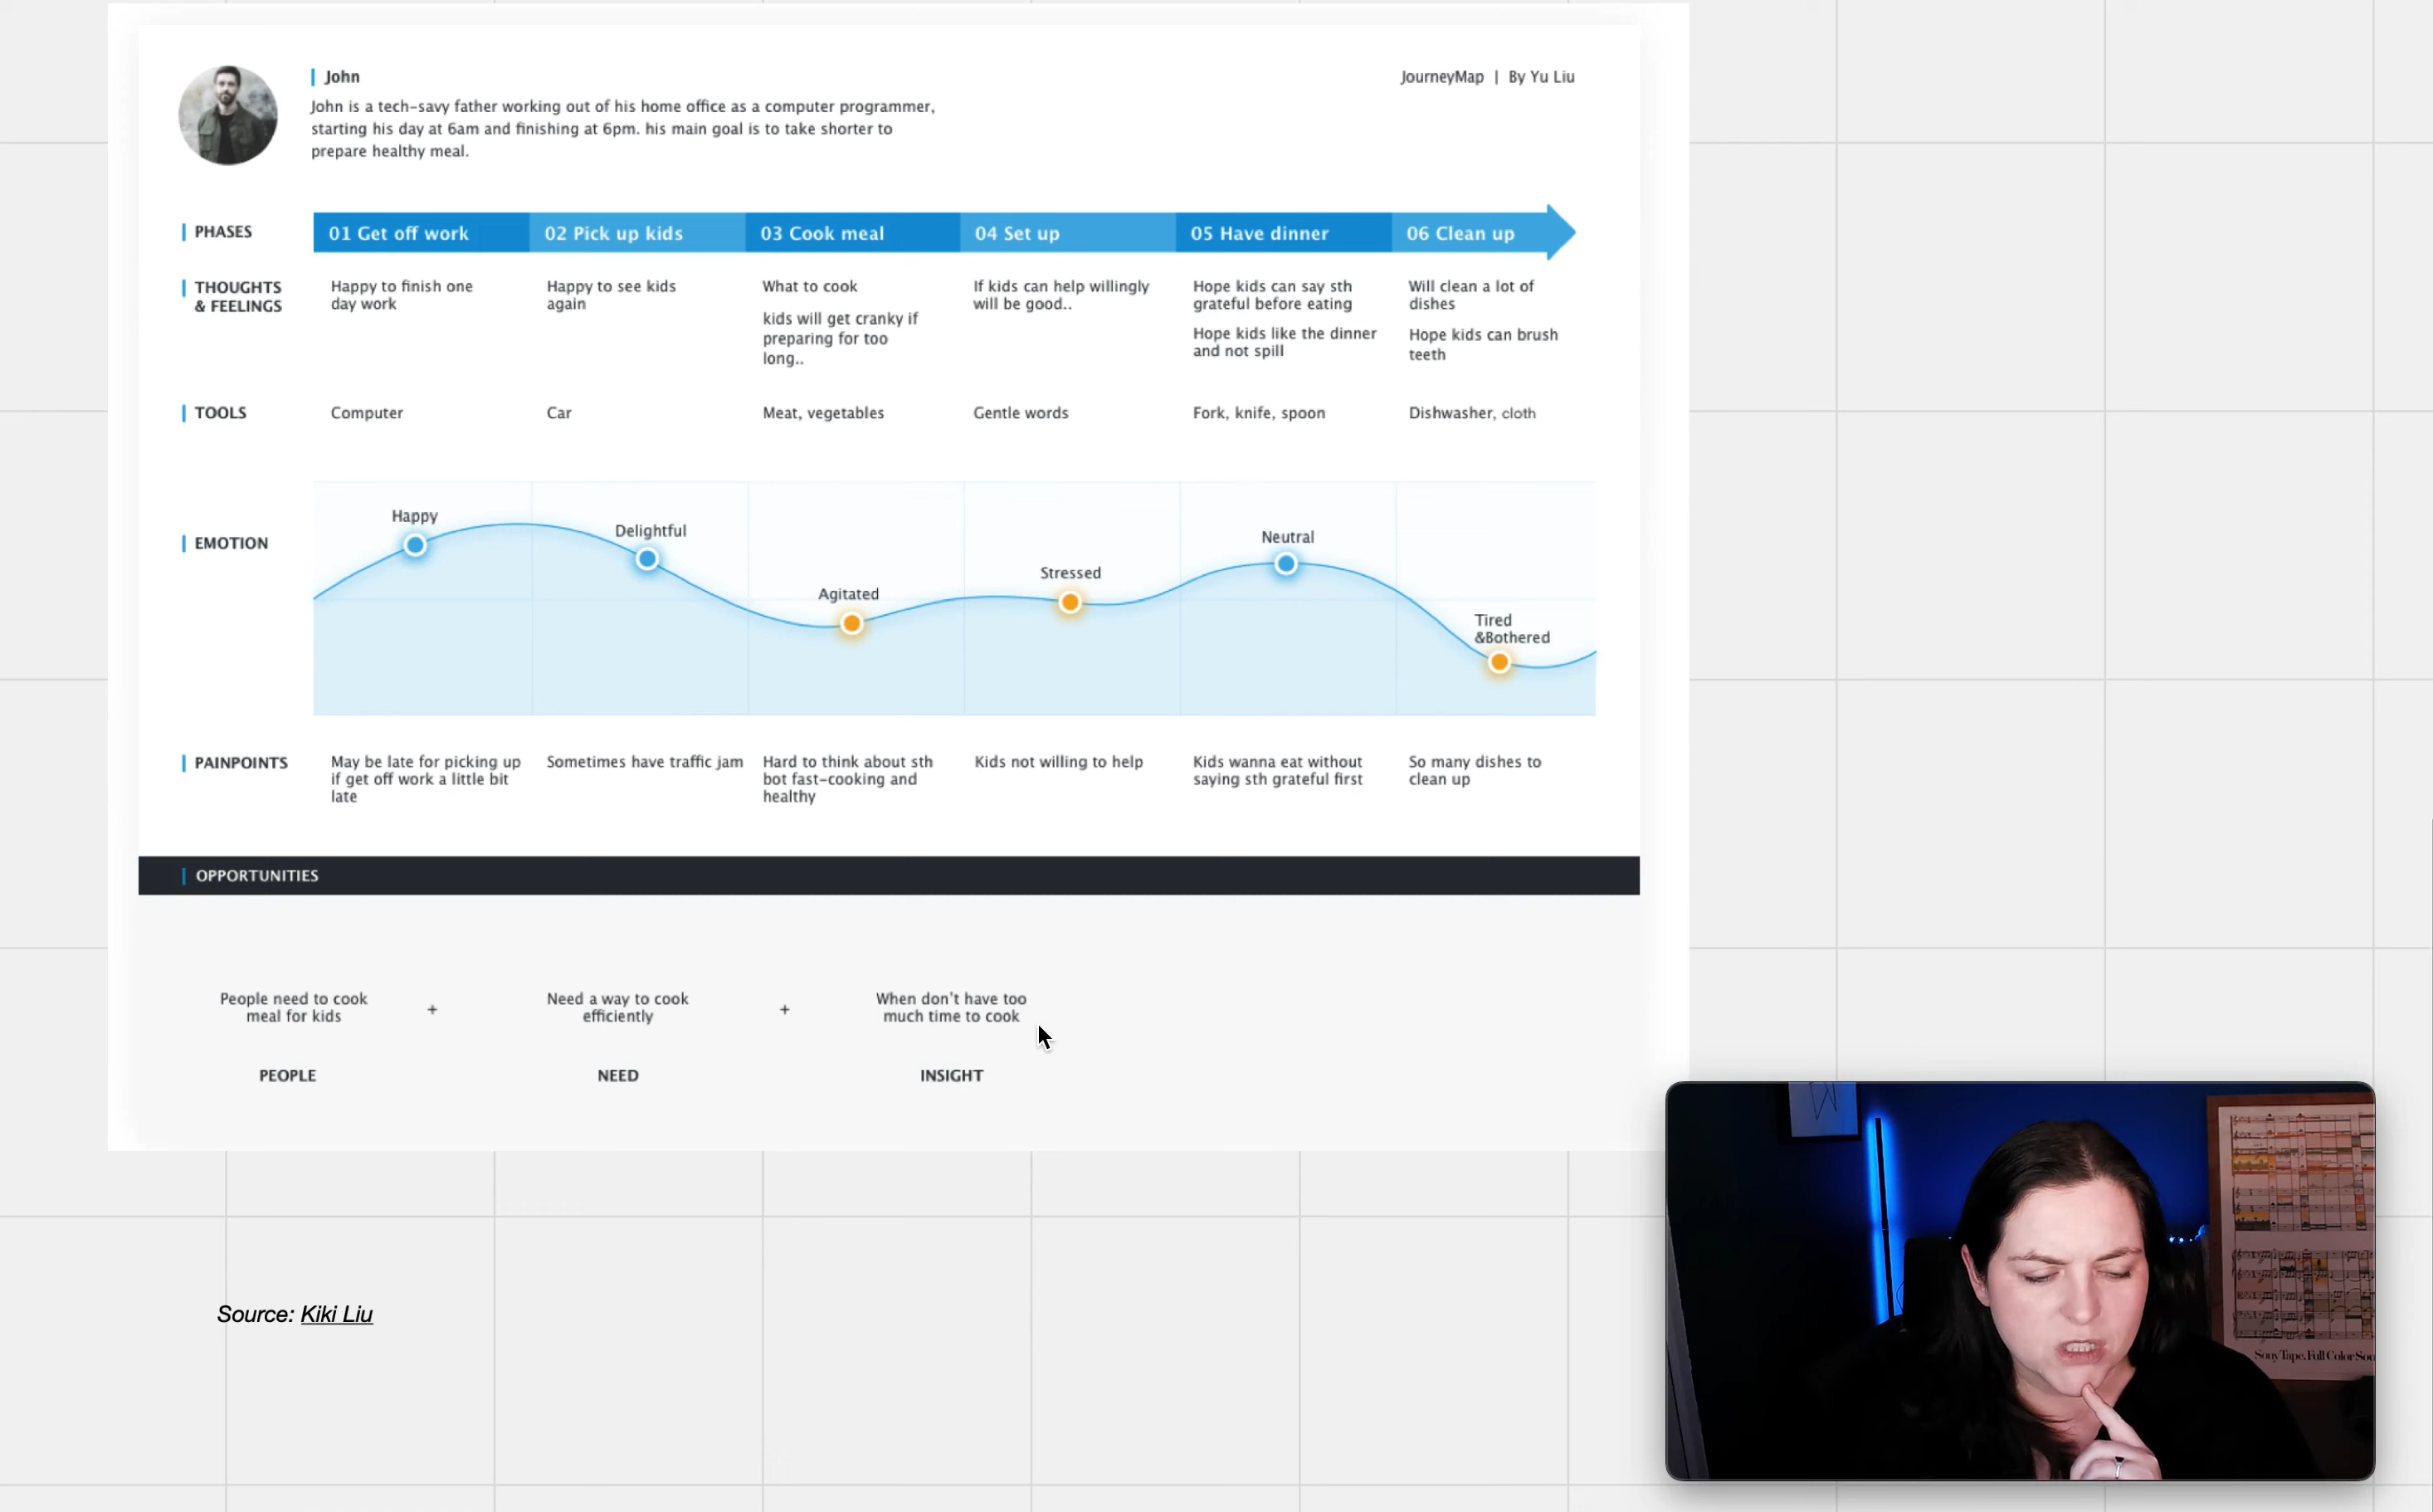 John
JourneyMap | By Yu Liu
John is a tech-savy father working out of his home office as a computer programmer,
starting his day at 6am and finishing at 6pm. his main goal is to take shorter to
prepare healthy meal.
PHASES
01 Get off work
02 Pick up kids
03 Cook meal
04 Set up
05 Have dinner
06 Clean up
THOUGHTS
& FEELINGS
Happy to finish one
day work
Happy to see kids
again
What to cook
kids will get cranky if
preparing for too
long..
If kids can help willingly
will be good..
Hope kids can say sth
grateful before eating
Hope kids like the dinner
and not spill
Will clean a lot of
dishes
Hope kids can brush
teeth
TOOLS
Computer
Car
Meat, vegetables
Gentle words
Fork, knife, spoon
Dishwasher, cloth
EMOTION
Happy
Delightful
Agitated
Stressed
Neutral
Tired
&Bothered
PAINPOINTS
May be late for picking up
if get off work a little bit
late
Sometimes have traffic jam
Hard to think about sth
bot fast-cooking and
healthy
Kids not willing to help
Kids wanna eat without
saying sth grateful first
So many dishes to
clean up
OPPORTUNITIES
People need to cook
meal for kids
+
Need a way to cook
efficiently
+
When don't have too
much time to cook
PEOPLE
NEED
INSIGHT
Source: Kiki Liu
Sony Tape. Full Color